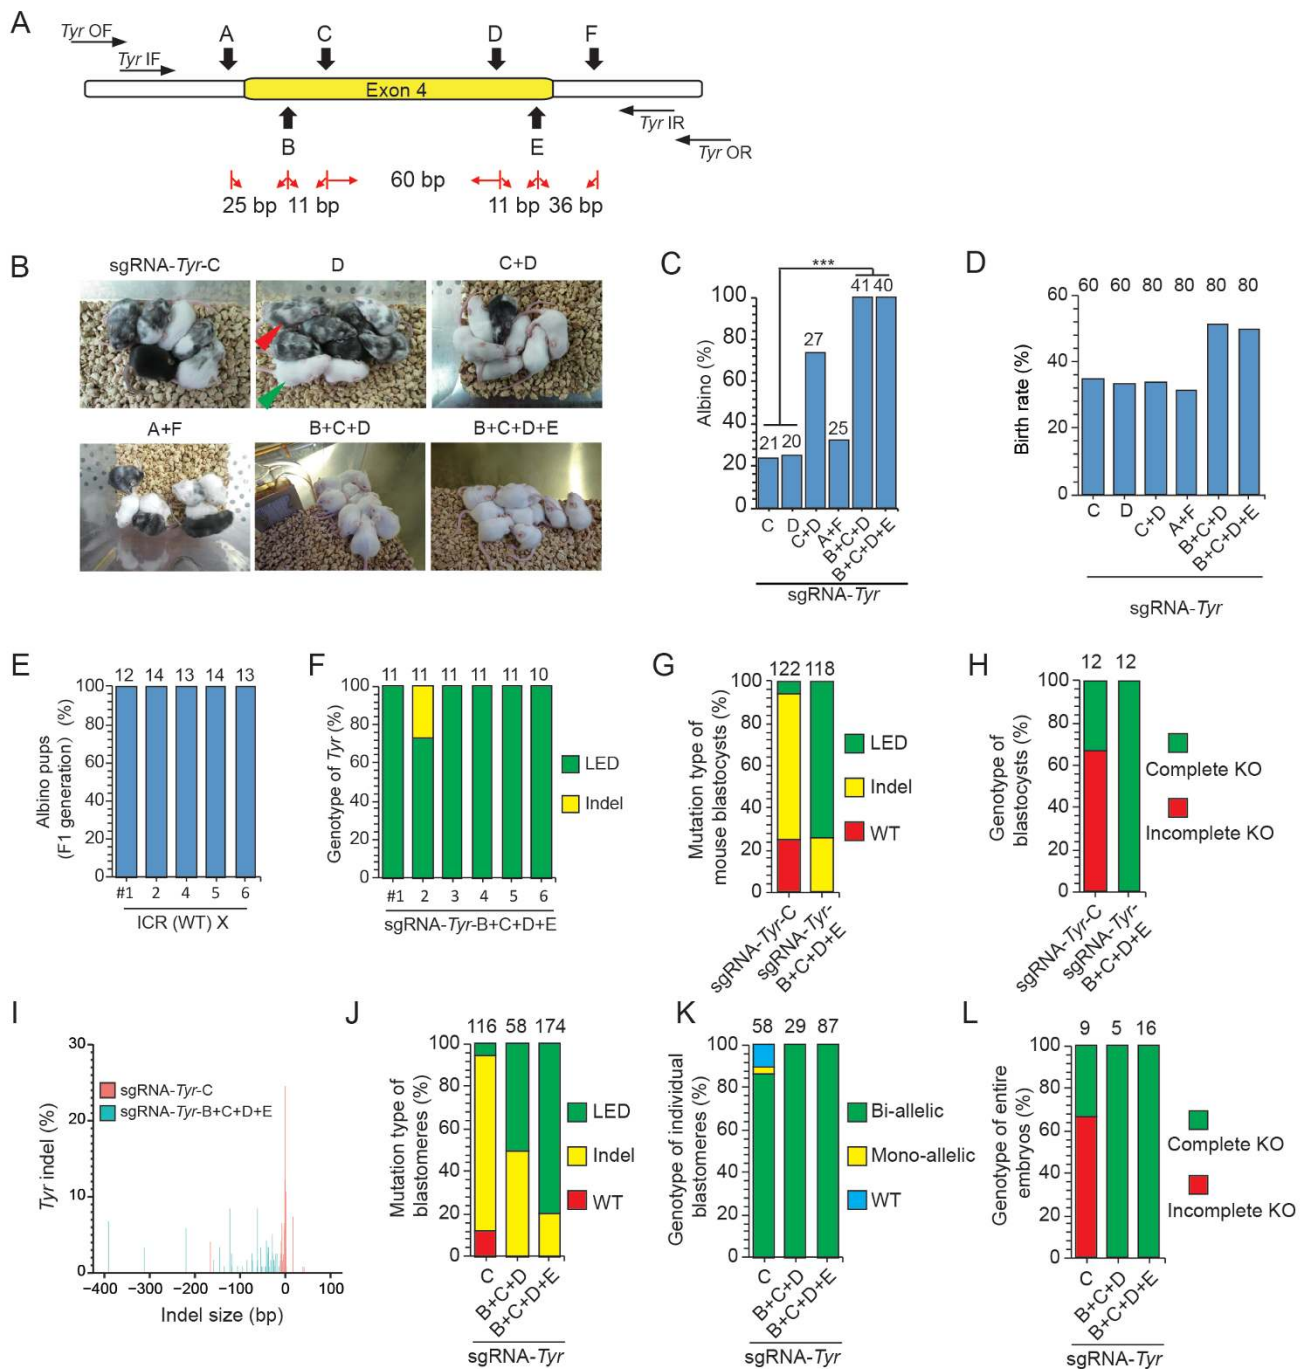 A
Tyr OF
Tyr IF
A
C
D
F
Exon 4
Tyr IR
Tyr OR
B
E
60 bp
25 bp
11 bp
11 bp
36 bp
B
sgRNA-Tyr-C
D
C+D
A+F
B+C+D
B+C+D+E
C
Albino (%)
100
80
60
40
20
0
21
20
27
25
41
40
***
C
D
C+D
A+F
B+C+D
B+C+D+E
sgRNA-Tyr
D
Birth rate (%)
60
40
20
0
60
60
80
80
80
80
C
D
C+D
A+F
B+C+D
B+C+D+E
sgRNA-Tyr
E
Albino pups
(F1 generation) (%)
100
80
60
40
20
0
12
14
13
14
13
#1
2
4
5
6
ICR (WT) X
F
Genotype of Tyr (%)
100
80
60
40
20
0
11
11
11
11
11
10
#1
2
3
4
5
6
sgRNA-Tyr-B+C+D+E
LED
Indel
G
Mutation type of
mouse blastocysts (%)
100
80
60
40
20
0
122
118
sgRNA-Tyr-C
sgRNA-Tyr-
B+C+D+E
LED
Indel
WT
H
Genotype of
blastocysts (%)
100
80
60
40
20
0
12
12
sgRNA-Tyr-C
sgRNA-Tyr-
B+C+D+E
Complete KO
Incomplete KO
I
Tyr indel (%)
30
20
10
0
sgRNA-Tyr-C
sgRNA-Tyr-B+C+D+E
−400
−300
−200
−100
0
100
Indel size (bp)
J
Mutation type of
blastomeres (%)
100
80
60
40
20
0
116
58
174
C
B+C+D
B+C+D+E
sgRNA-Tyr
LED
Indel
WT
K
Genotype of individual
blastomeres (%)
100
80
60
40
20
0
58
29
87
C
B+C+D
B+C+D+E
sgRNA-Tyr
Bi-allelic
Mono-allelic
WT
L
Genotype of entire
embryos (%)
100
80
60
40
20
0
9
5
16
C
B+C+D
B+C+D+E
sgRNA-Tyr
Complete KO
Incomplete KO